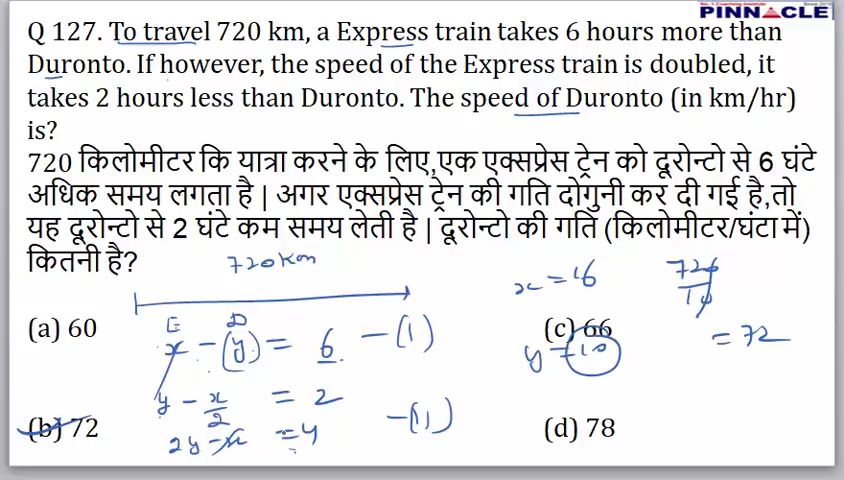 PINNACLE
Q 127. To travel 720 km, a Express train takes 6 hours more than
Duronto. If however, the speed of the Express train is doubled, it
takes 2 hours less than Duronto. The speed of Duronto (in km/hr)
is?
720 किलोमीटर कि यात्रा करने के लिए,एक एक्सप्रेस ट्रेन को दूरोन्टो से 6 घंटे
अधिक समय लगता है | अगर एक्सप्रेस ट्रेन की गति दोगुनी कर दी गई है,तो
यह दूरोन्टो से 2 घंटे कम समय लेती है | दूरोन्टो की गति (किलोमीटर/घंटा में)
कितनी है?
720 km
x = 16
720/10
= 72
(a) 60
E D
x - (y) = 6 - (1)
(c) 66
y = 10
y - x/2 = 2
(b) 72
2y - x = 4 - (11)
(d) 78